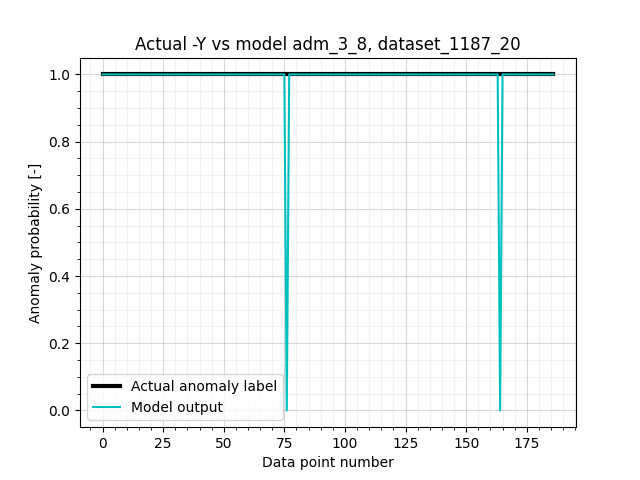 Actual -Y vs model adm_3_8, dataset_1187_20
Anomaly probability [-]
1.0
0.8
0.6
0.4
0.2
0.0
Actual anomaly label
Model output
0 25 50 75 100 125 150 175
Data point number